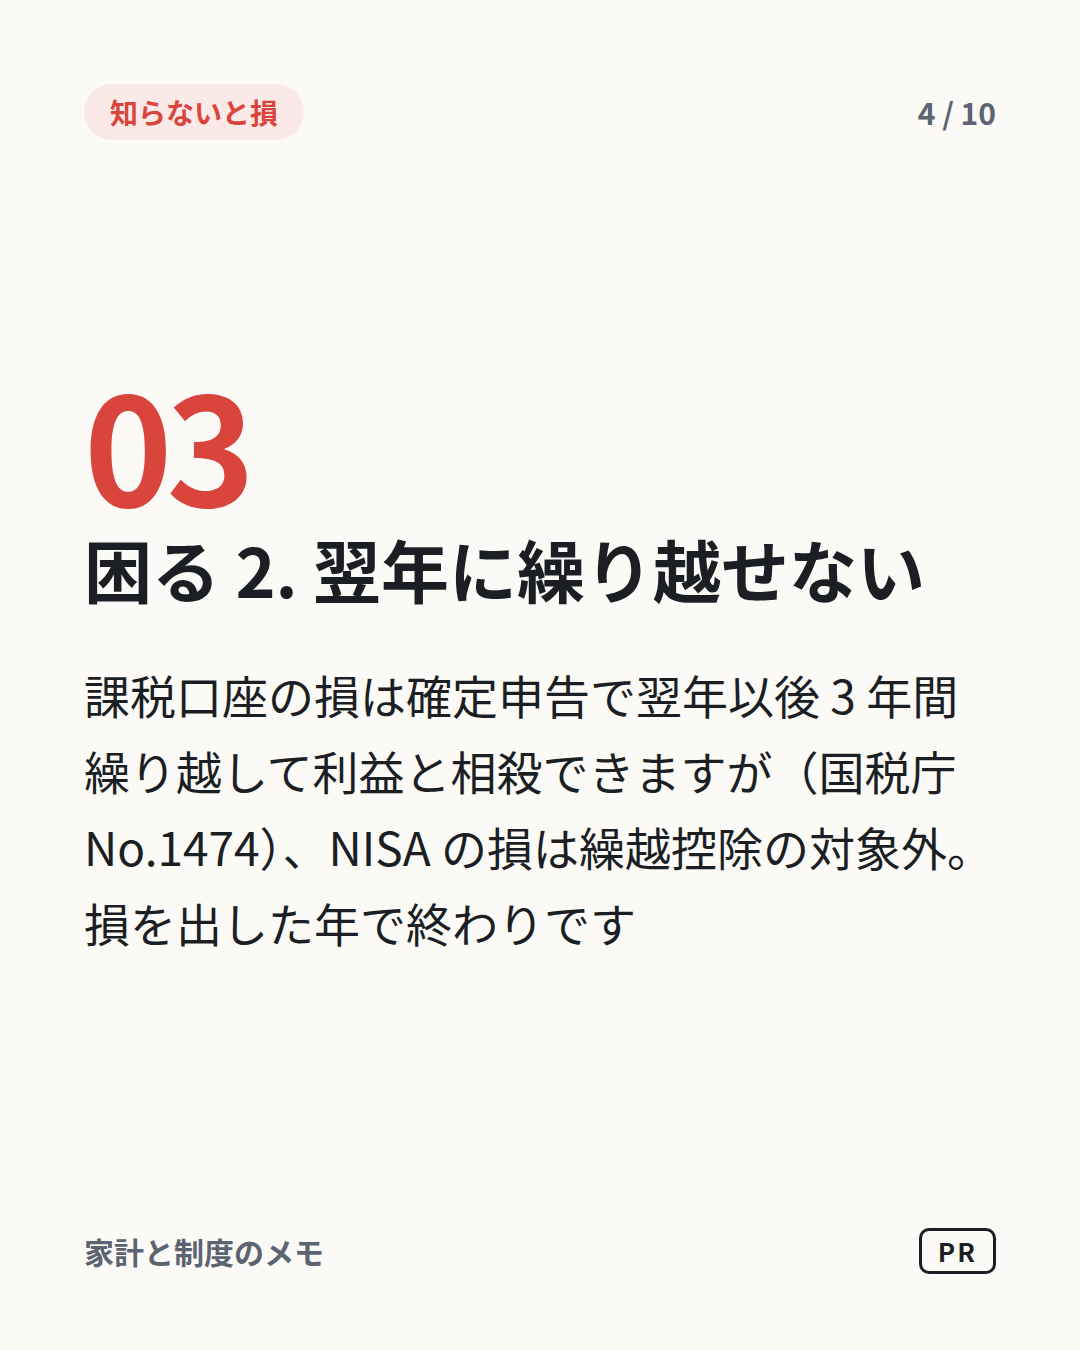 知らないと損
4 / 10
03
困る 2. 翌年に繰り越せない
課税口座の損は確定申告で翌年以後 3 年間
繰り越して利益と相殺できますが（国税庁
No.1474）、NISA の損は繰越控除の対象外。
損を出した年で終わりです
家計と制度のメモ
PR